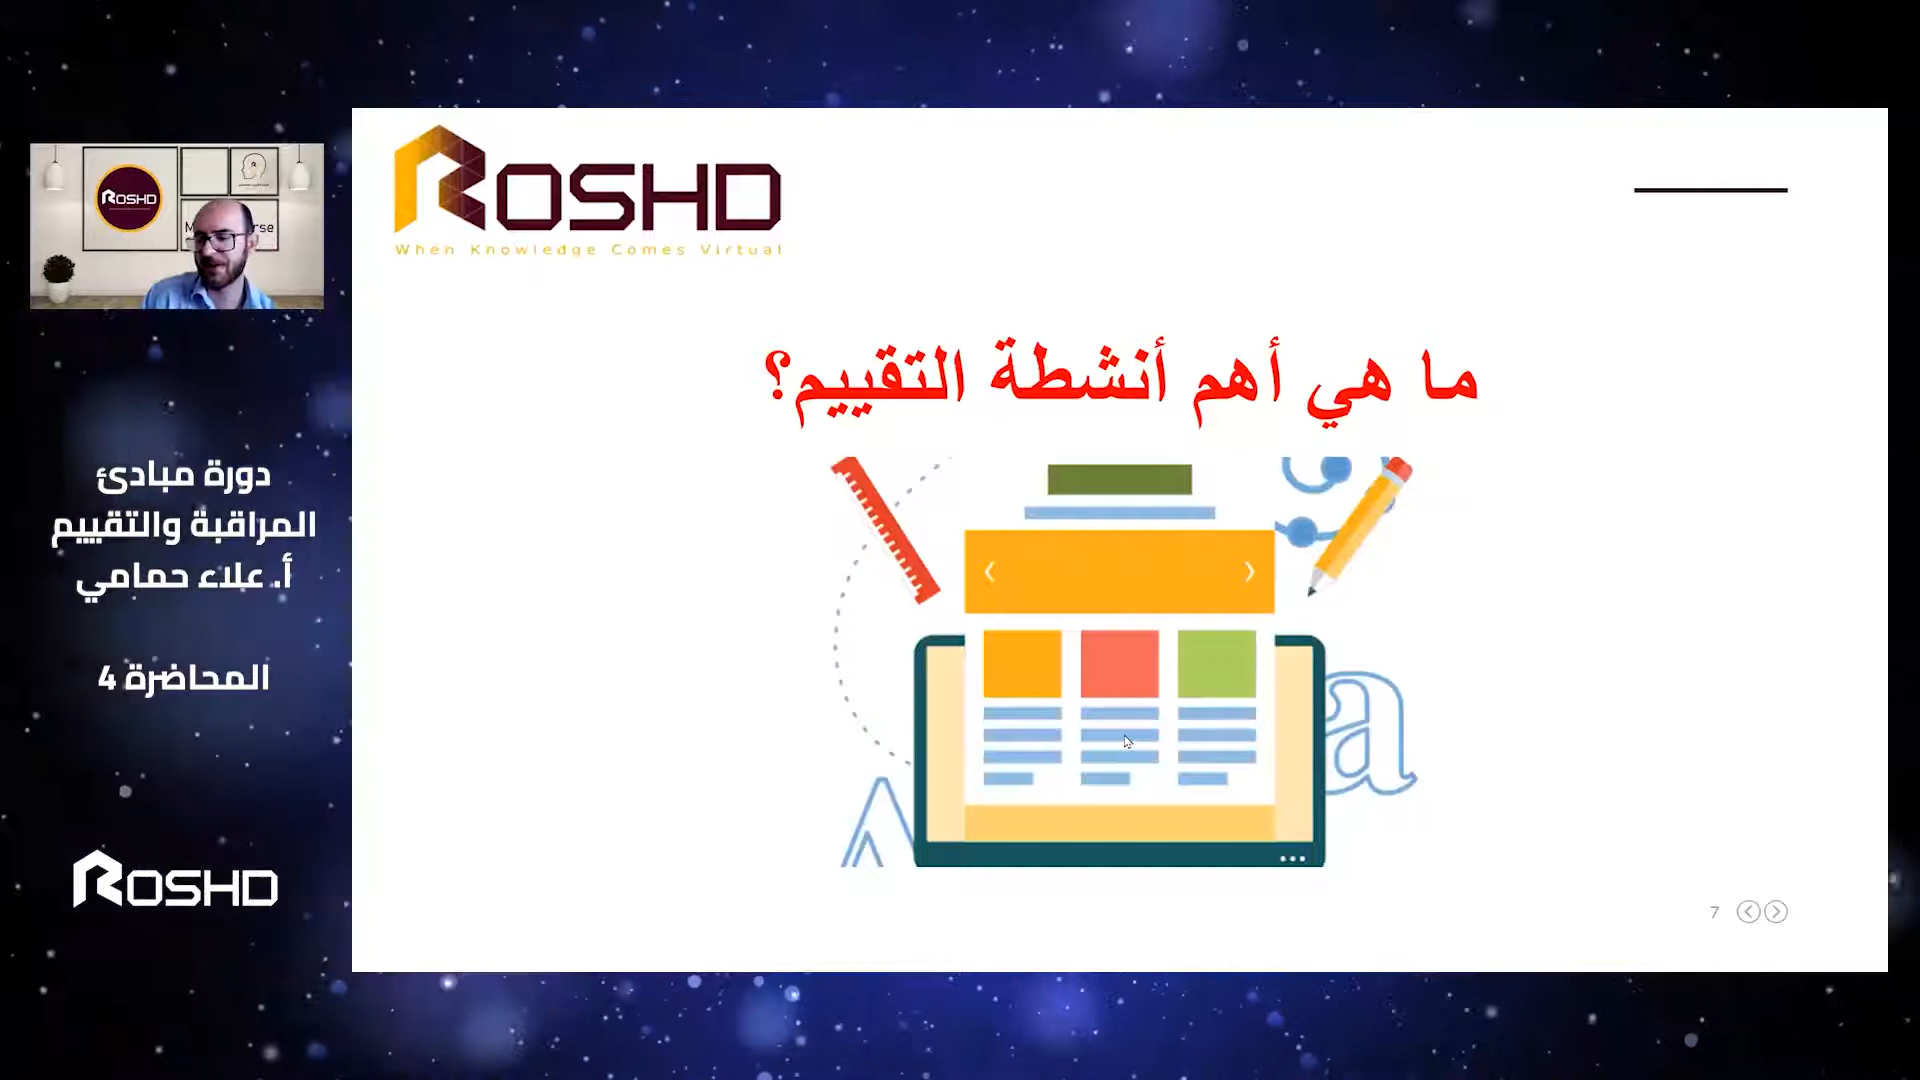 ROSHD
When Knowledge Comes Virtual
ما هي أهم أنشطة التقييم؟
a
7
ROSHD
دورة مبادئ
المراقبة والتقييم
أ. علاء حمامي
المحاضرة 4
ROSHD